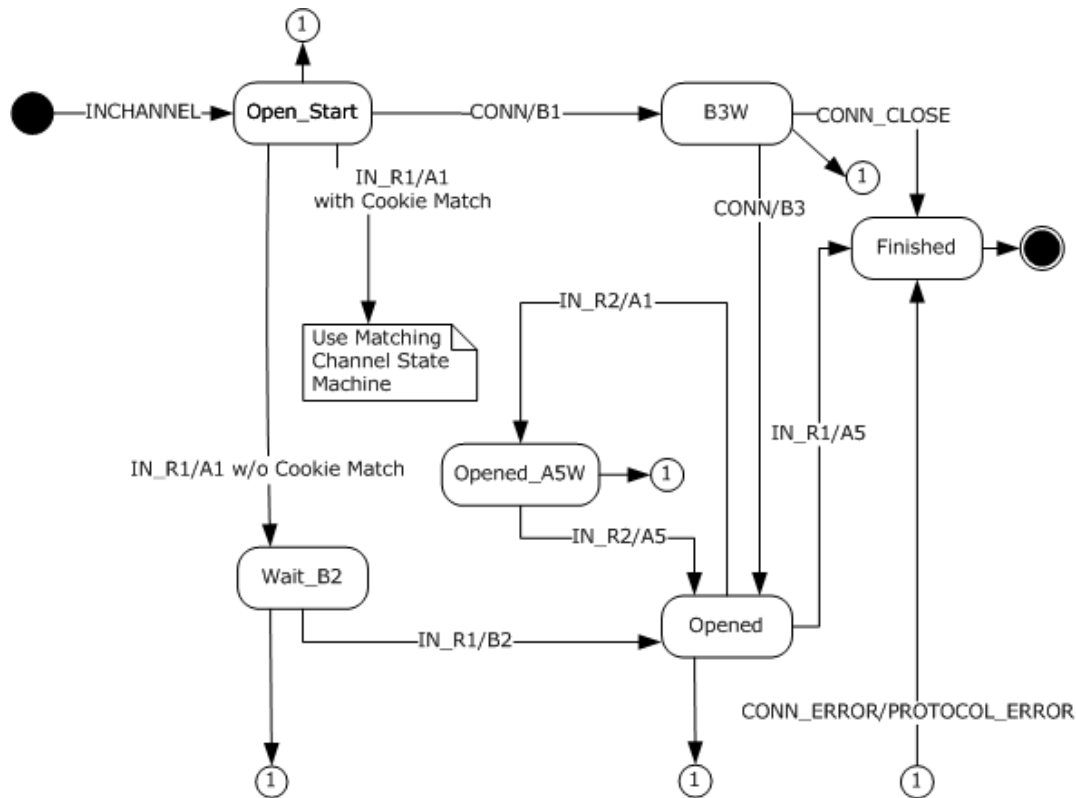 1
INCHANNEL
Open_Start
CONN/B1
B3W
CONN_CLOSE
IN_R1/A1
with Cookie Match
1
CONN/B3
Finished
IN_R2/A1
Use Matching
Channel State
Machine
IN_R1/A5
IN_R1/A1 w/o Cookie Match
Opened_A5W
1
IN_R2/A5
Wait_B2
Opened
IN_R1/B2
CONN_ERROR/PROTOCOL_ERROR
1
1
1